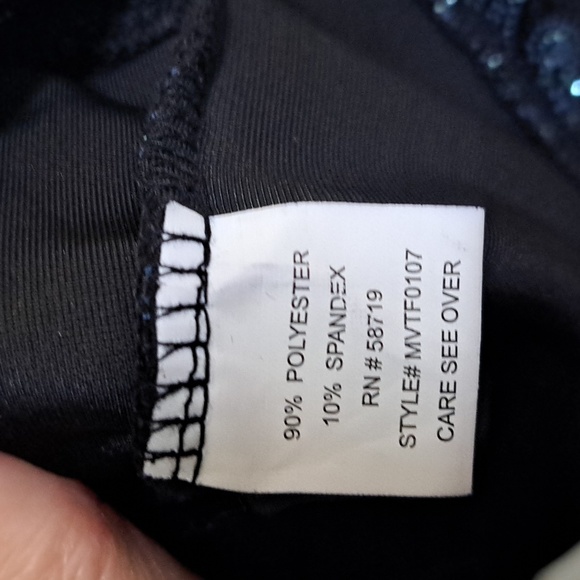 90% POLYESTER
10% SPANDEX
RN # 58719
STYLE# MVTF0107
CARE SEE OVER